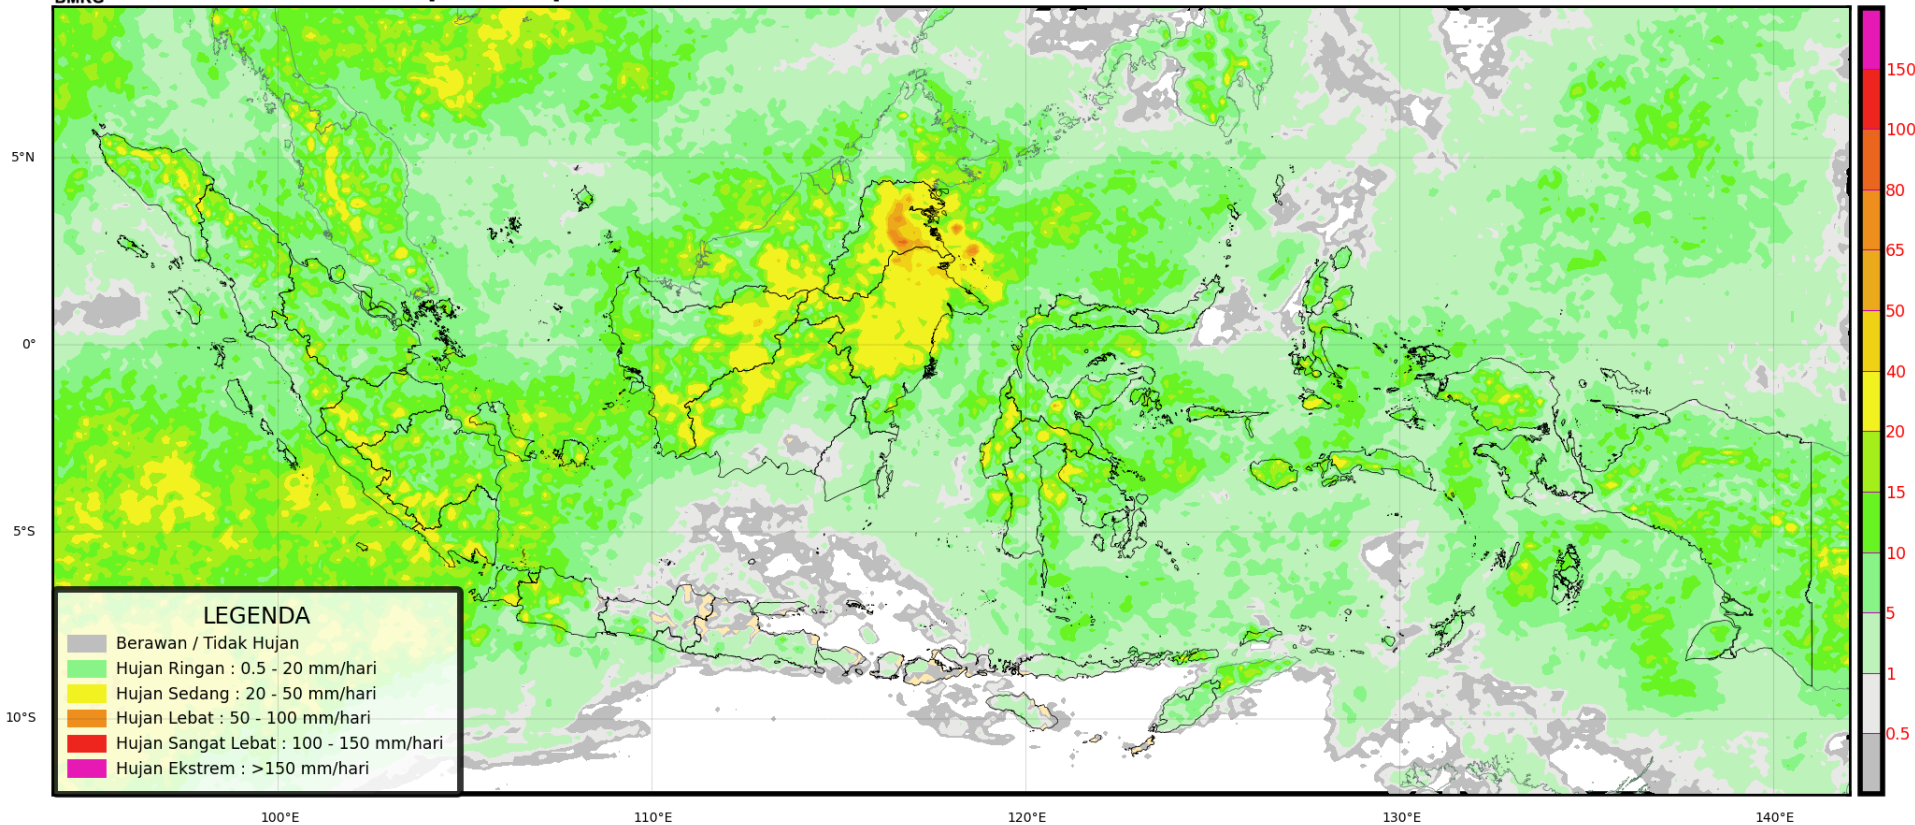 5°N
0°
5°S
10°S
100°E
110°E
120°E
130°E
140°E
LEGENDA
Berawan / Tidak Hujan
Hujan Ringan : 0.5 - 20 mm/hari
Hujan Sedang : 20 - 50 mm/hari
Hujan Lebat : 50 - 100 mm/hari
Hujan Sangat Lebat : 100 - 150 mm/hari
Hujan Ekstrem : >150 mm/hari
150
100
80
65
50
40
20
15
10
5
1
0.5